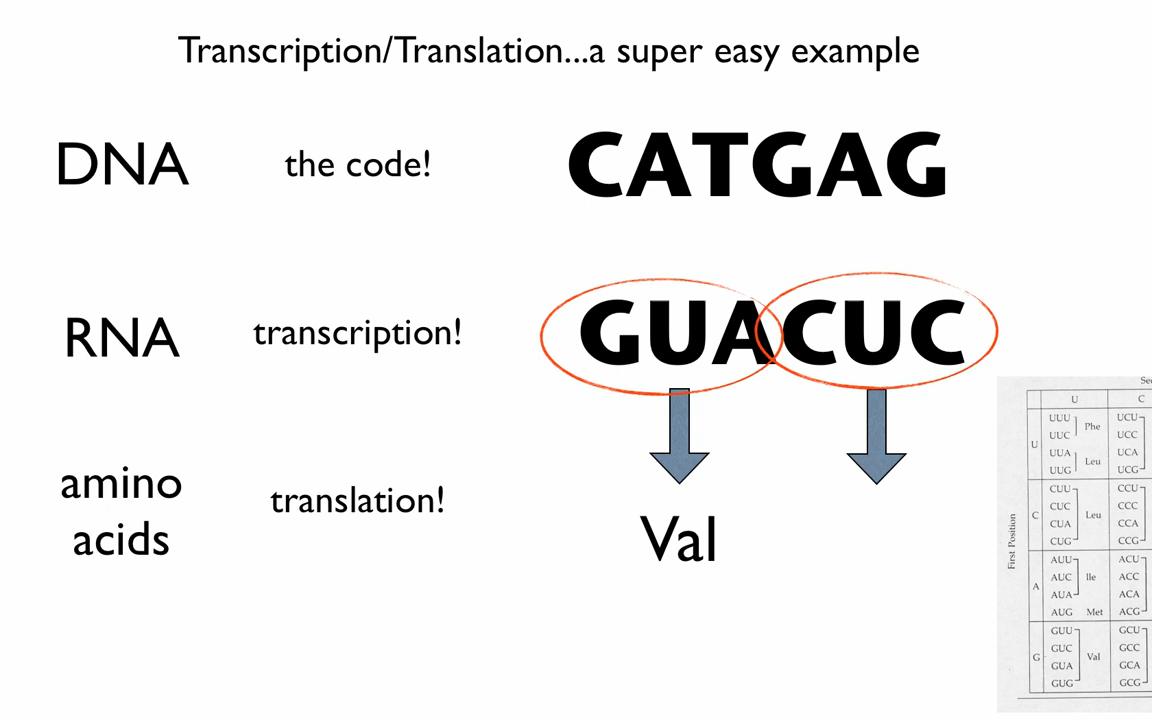 Transcription/Translation...a super easy example
DNA the code! CATGAG
RNA transcription! GUACUC
amino
acids
translation!
Val
U C
First Position
U
UUU
UUC
Phe
UUA
UUG
Leu
UCU
UCC
UCA
UCG
C
CUU
CUC
CUA
CUG
Leu
CCU
CCC
CCA
CCG
A
AUU
AUC
AUA
Ile
AUG Met
ACU
ACC
ACA
ACG
G
GUU
GUC
GUA
GUG
Val
GCU
GCC
GCA
GCG